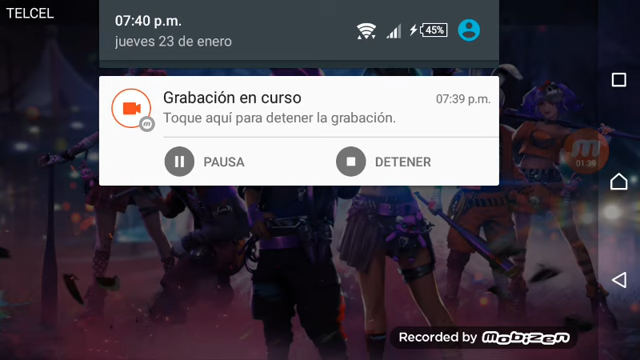 TELCEL
07:40 p.m.
45%
jueves 23 de enero
Grabación en curso
07:39 p.m.
Toque aquí para detener la grabación.
PAUSA
DETENER
01:39
Recorded by Mobizen